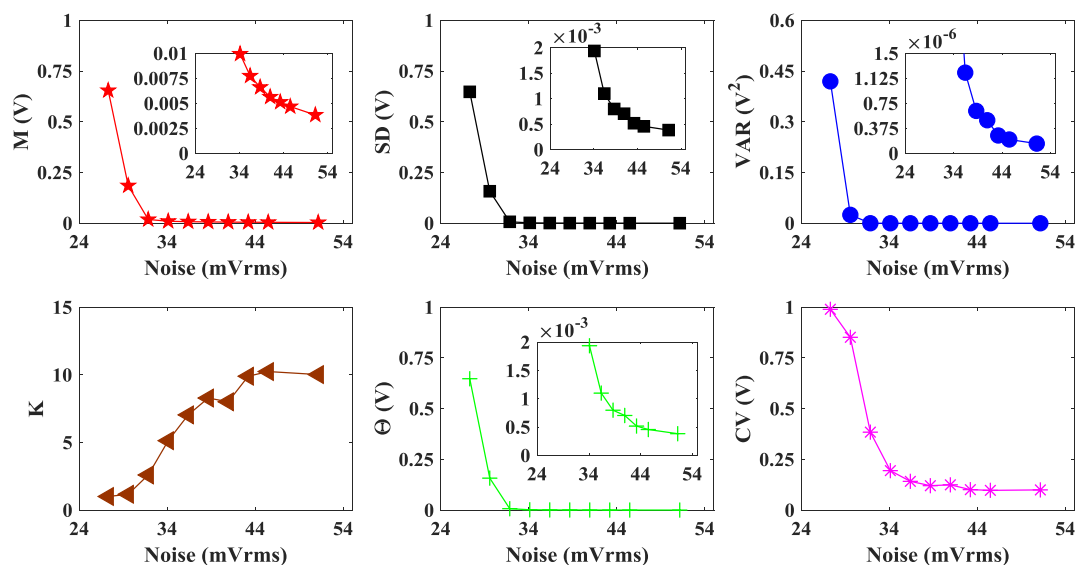 M (V)
1
0.75
0.5
0.25
0
24 34 44 54
Noise (mVrms)
0.01
0.0075
0.005
0.0025
0
24 34 44 54
SD (V)
1
0.75
0.5
0.25
0
24 34 44 54
Noise (mVrms)
×10⁻³
2
1.5
1
0.5
0
24 34 44 54
VAR (V²)
0.6
0.45
0.3
0.15
0
24 34 44 54
Noise (mVrms)
×10⁻⁶
1.5
1.125
0.75
0.375
0
24 34 44 54
K
15
10
5
0
24 34 44 54
Noise (mVrms)
Θ (V)
1
0.75
0.5
0.25
0
24 34 44 54
Noise (mVrms)
×10⁻³
2
1.5
1
0.5
0
24 34 44 54
CV (V)
1
0.75
0.5
0.25
0
24 34 44 54
Noise (mVrms)